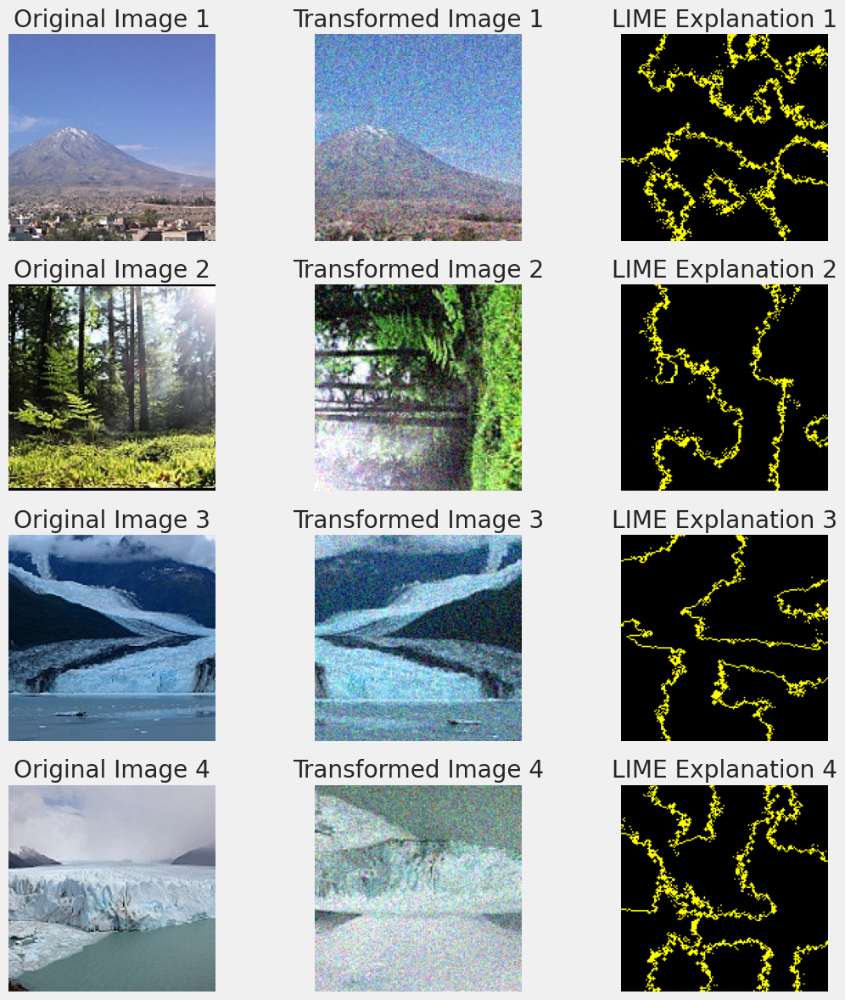 Original Image 1 Transformed Image 1 LIME Explanation 1
Original Image 2 Transformed Image 2 LIME Explanation 2
Original Image 3 Transformed Image 3 LIME Explanation 3
Original Image 4 Transformed Image 4 LIME Explanation 4